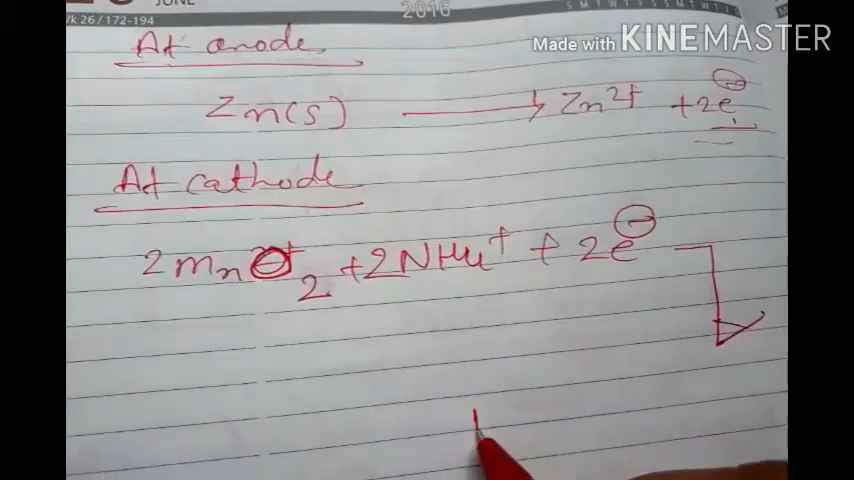 JUNE
Wk 26 / 172-194
2016
Made with KINEMASTER
At anode
Zn(s) → Zn2+ + 2e⊖
At cathode
2MnO2 + 2NH4+ + 2e⊖